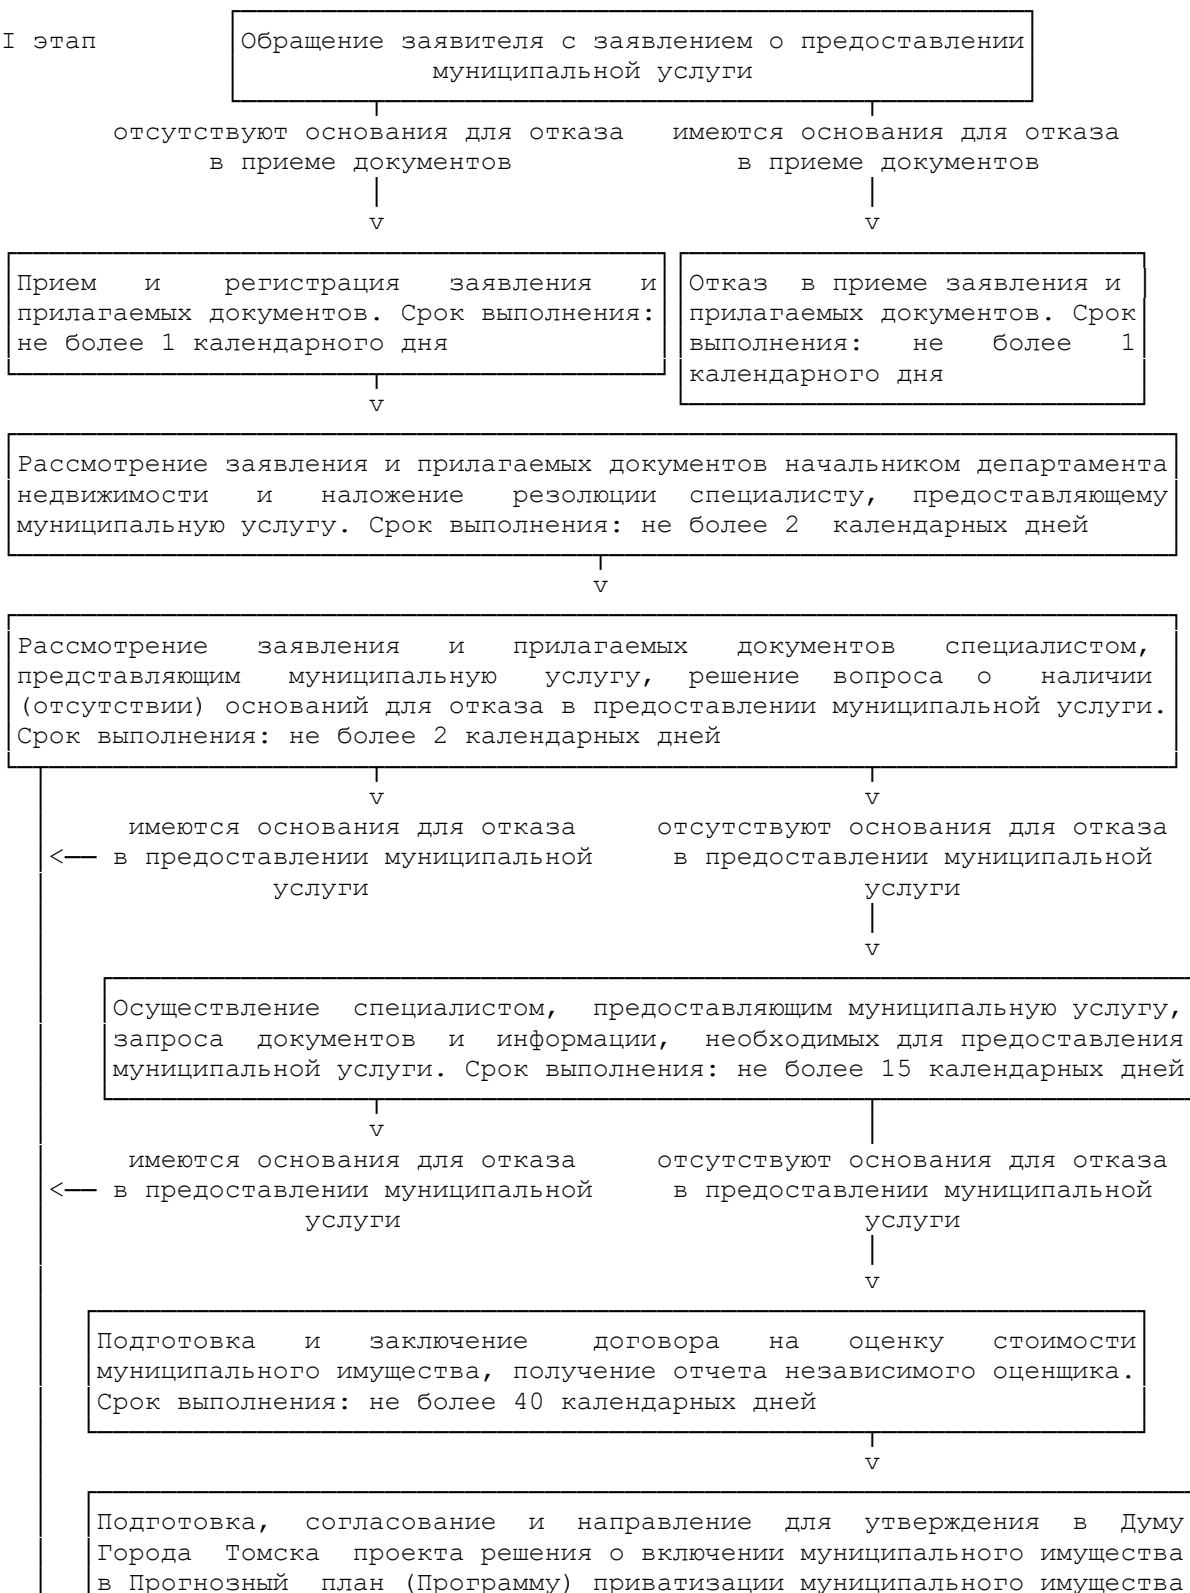 I этап
Обращение заявителя с заявлением о предоставлении
муниципальной услуги
отсутствуют основания для отказа
в приеме документов
имеются основания для отказа
в приеме документов
v
v
Прием и регистрация заявления и
прилагаемых документов. Срок выполнения:
не более 1 календарного дня
Отказ в приеме заявления и
прилагаемых документов. Срок
выполнения: не более 1
календарного дня
v
Рассмотрение заявления и прилагаемых документов начальником департамента
недвижимости и наложение резолюции специалисту, предоставляющему
муниципальную услугу. Срок выполнения: не более 2 календарных дней
v
Рассмотрение заявления и прилагаемых документов специалистом,
представляющим муниципальную услугу, решение вопроса о наличии
(отсутствии) оснований для отказа в предоставлении муниципальной услуги.
Срок выполнения: не более 2 календарных дней
v
v
имеются основания для отказа
<── в предоставлении муниципальной
услуги
отсутствуют основания для отказа
в предоставлении муниципальной
услуги
v
Осуществление специалистом, предоставляющим муниципальную услугу,
запроса документов и информации, необходимых для предоставления
муниципальной услуги. Срок выполнения: не более 15 календарных дней
v
имеются основания для отказа
<── в предоставлении муниципальной
услуги
отсутствуют основания для отказа
в предоставлении муниципальной
услуги
v
Подготовка и заключение договора на оценку стоимости
муниципального имущества, получение отчета независимого оценщика.
Срок выполнения: не более 40 календарных дней
v
Подготовка, согласование и направление для утверждения в Думу
Города Томска проекта решения о включении муниципального имущества
в Прогнозный план (Программу) приватизации муниципального имущества